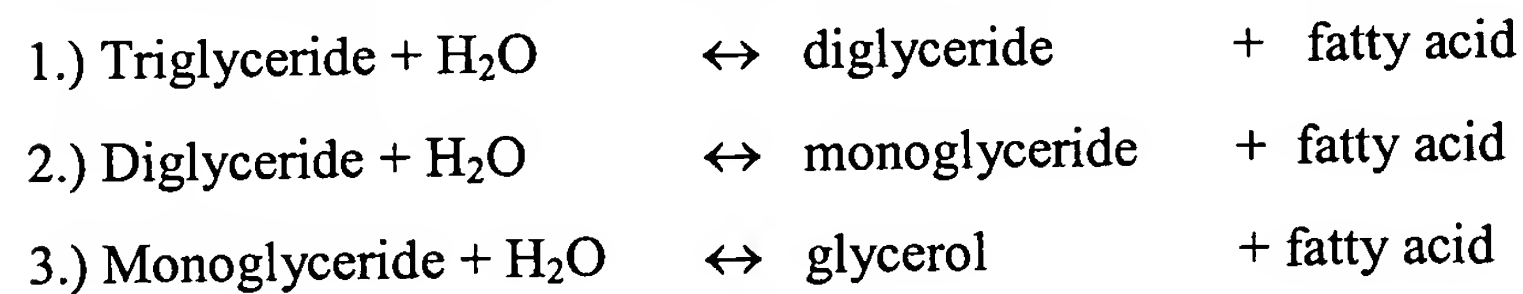 1.) Triglyceride + H₂O ↔ diglyceride + fatty acid
2.) Diglyceride + H₂O ↔ monoglyceride + fatty acid
3.) Monoglyceride + H₂O ↔ glycerol + fatty acid